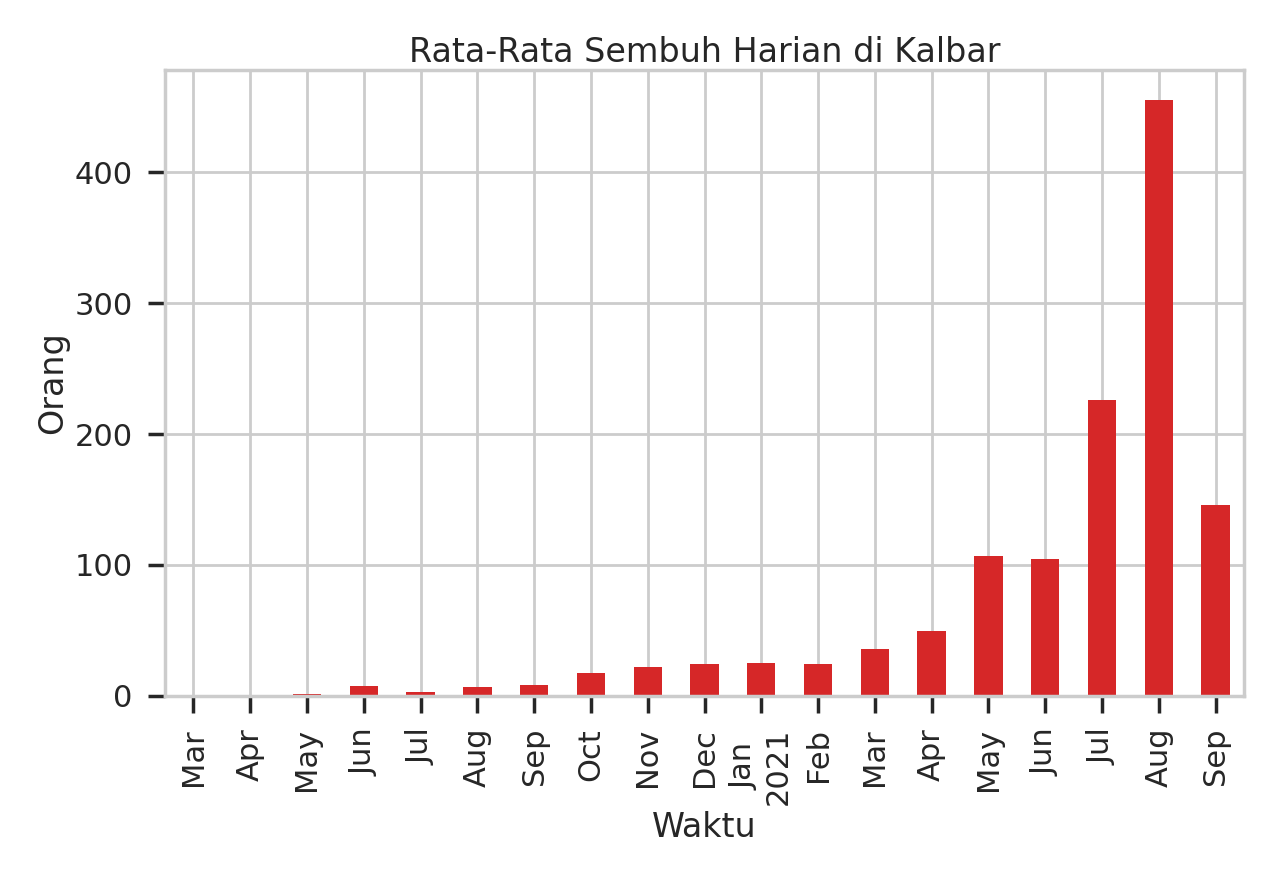 Rata-Rata Sembuh Harian di Kalbar
Orang
400
300
200
100
0
Mar
Apr
May
Jun
Jul
Aug
Sep
Oct
Nov
Dec
Jan
2021
Feb
Mar
Apr
May
Jun
Jul
Aug
Sep
Waktu